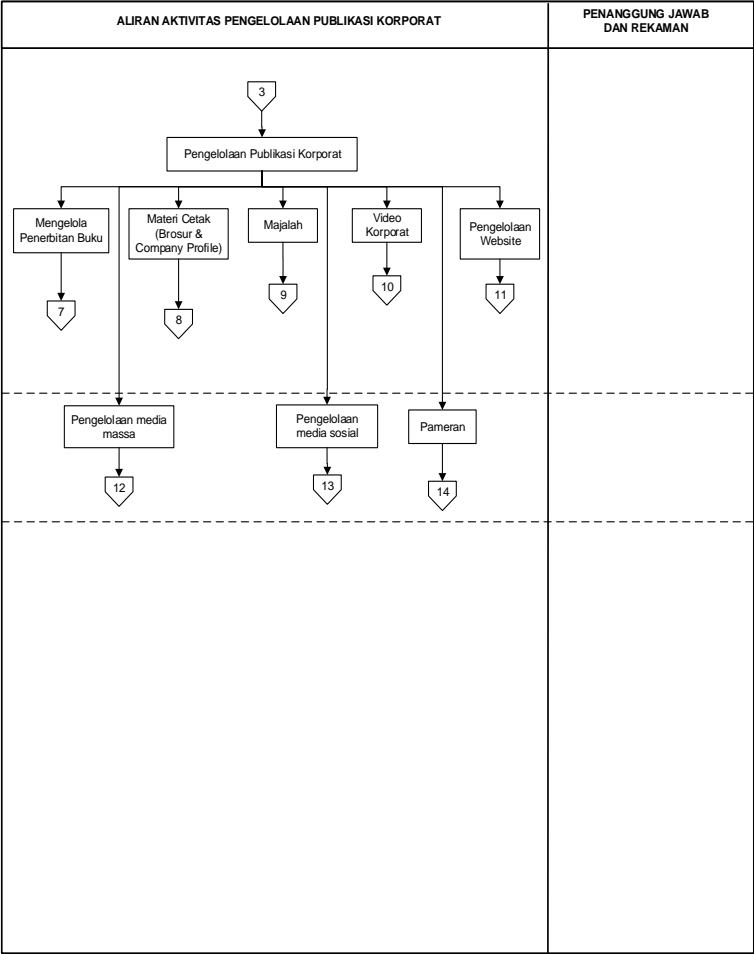 ALIRAN AKTIVITAS PENGELOLAAN PUBLIKASI KORPORAT
PENANGGUNG JAWAB
DAN REKAMAN
3
Pengelolaan Publikasi Korporat
Mengelola
Penerbitan Buku
Materi Cetak
(Brosur &
Company Profile)
Majalah
Video
Korporat
Pengelolaan
Website
7
8
9
10
11
Pengelolaan media
massa
Pengelolaan
media sosial
Pameran
12
13
14